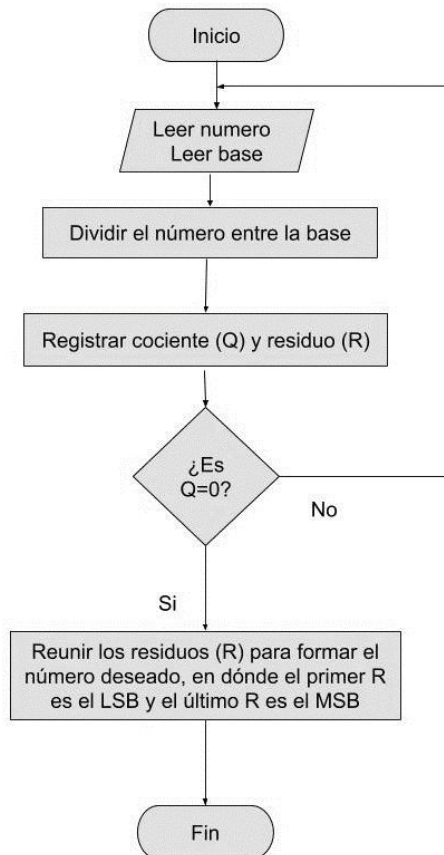 Inicio
Leer numero
Leer base
Dividir el número entre la base
Registrar cociente (Q) y residuo (R)
¿Es
Q=0?
No
Si
Reunir los residuos (R) para formar el
número deseado, en dónde el primer R
es el LSB y el último R es el MSB
Fin